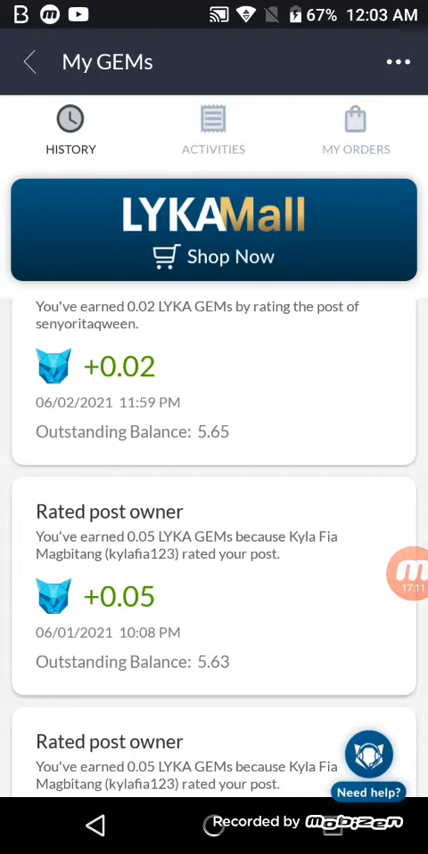 67% 12:03 AM
My GEMs
HISTORY ACTIVITIES MY ORDERS
LYKAMall
Shop Now
You've earned 0.02 LYKA GEMs by rating the post of
senyoritaqween.
+0.02
06/02/2021 11:59 PM
Outstanding Balance: 5.65
Rated post owner
You've earned 0.05 LYKA GEMs because Kyla Fia
Magbitang (kylafia123) rated your post.
+0.05
17:11
06/01/2021 10:08 PM
Outstanding Balance: 5.63
Rated post owner
You've earned 0.05 LYKA GEMs because Kyla Fia
Magbitang (kylafia123) rated your post.
Need help?
Recorded by mobizen